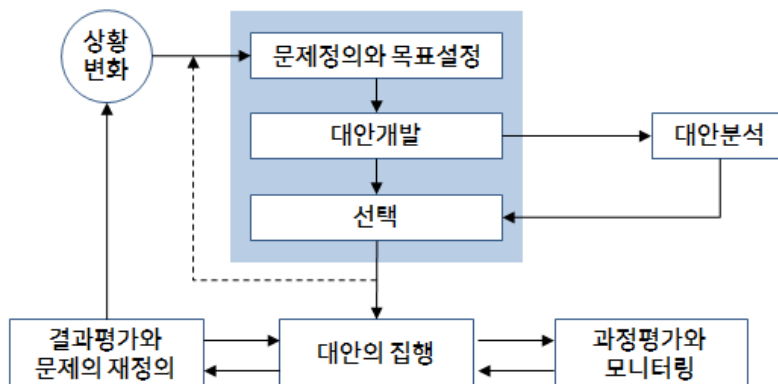 상황
변화
문제정의와 목표설정
대안개발
대안분석
선택
결과평가와
문제의 재정의
대안의 집행
과정평가와
모니터링